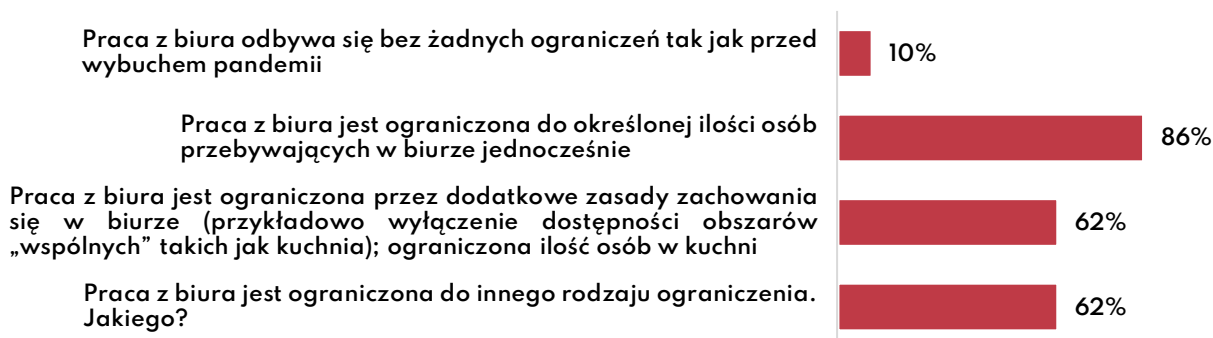 Praca z biura odbywa się bez żadnych ograniczeń tak jak przed
wybuchem pandemii
10%
Praca z biura jest ograniczona do określonej ilości osób
przebywających w biurze jednocześnie
86%
Praca z biura jest ograniczona przez dodatkowe zasady zachowania
się w biurze (przykładowo wyłączenie dostępności obszarów
„wspólnych” takich jak kuchnia); ograniczona ilość osób w kuchni
62%
Praca z biura jest ograniczona do innego rodzaju ograniczenia.
Jakiego?
62%